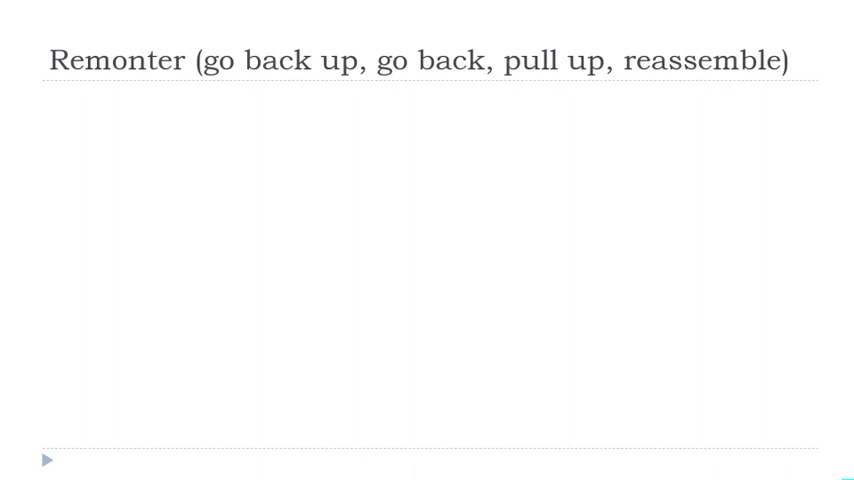 Remonter (go back up, go back, pull up, reassemble)